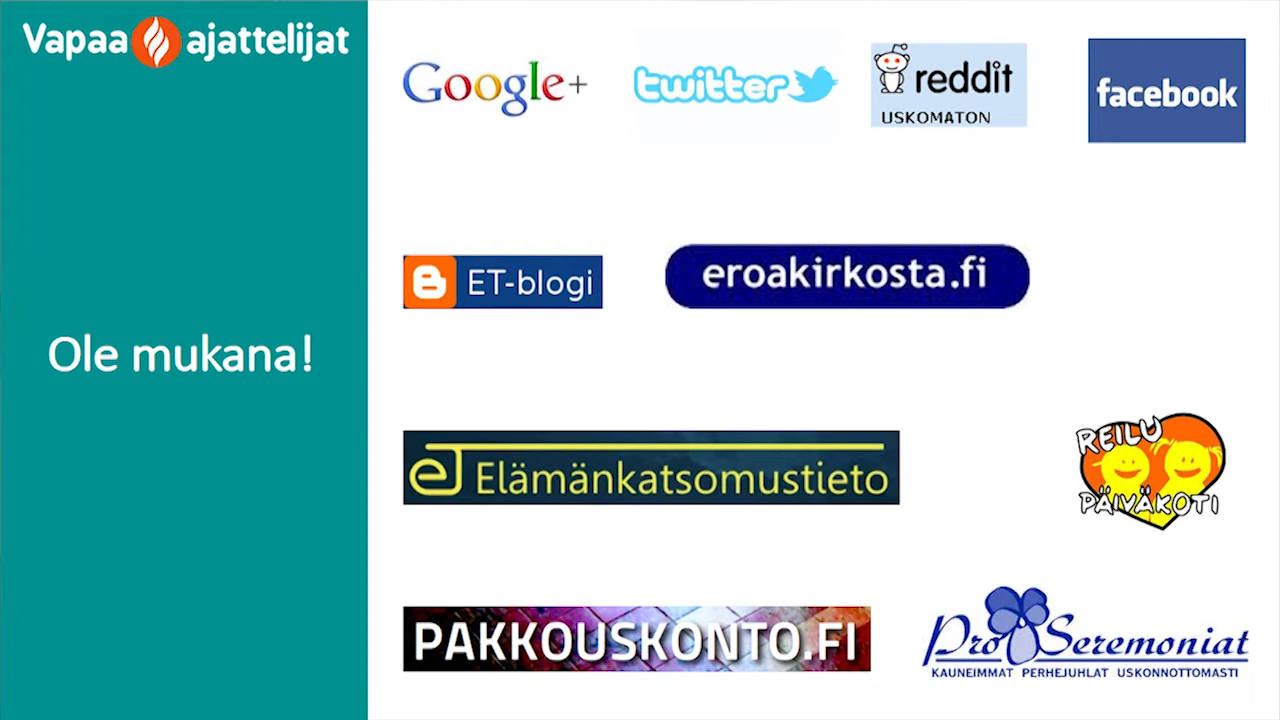 Vapaa ajattelijat
Ole mukana!
Google+
twitter
reddit
USKOMATON
facebook
ET-blogi
eroakirkosta.fi
eT Elämänkatsomustieto
REILU
PÄIVÄKOTI
PAKKOUSKONTO.FI
Pro Seremoniat
KAUNEIMMAT PERHEJUHLAT USKONNOTTOMASTI